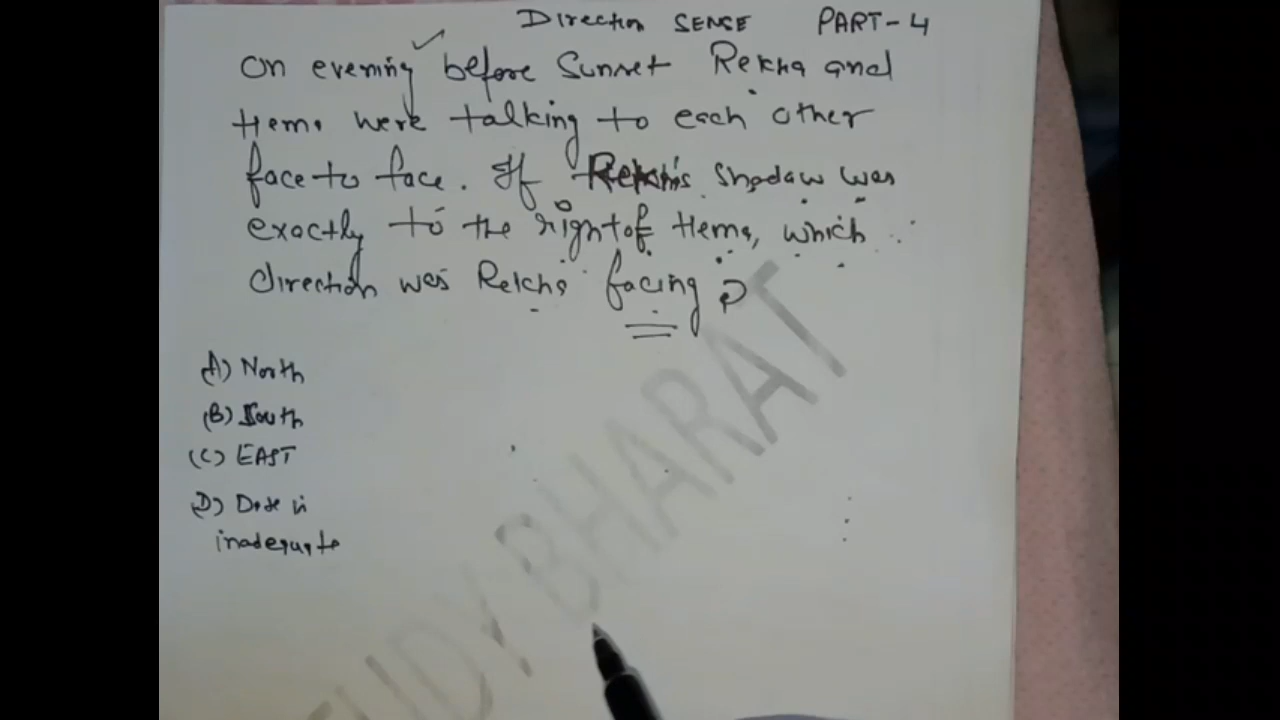 Direction SENSE PART-4
On evening before Sunset Rekha and
Hema were talking to each other
face to face. If Rekha's shadow was
exactly to the right of Hema, which
direction was Rekha facing ?
(A) North
(B) South
(C) EAST
(D) Data is
inadequate
STUDY BHARAT